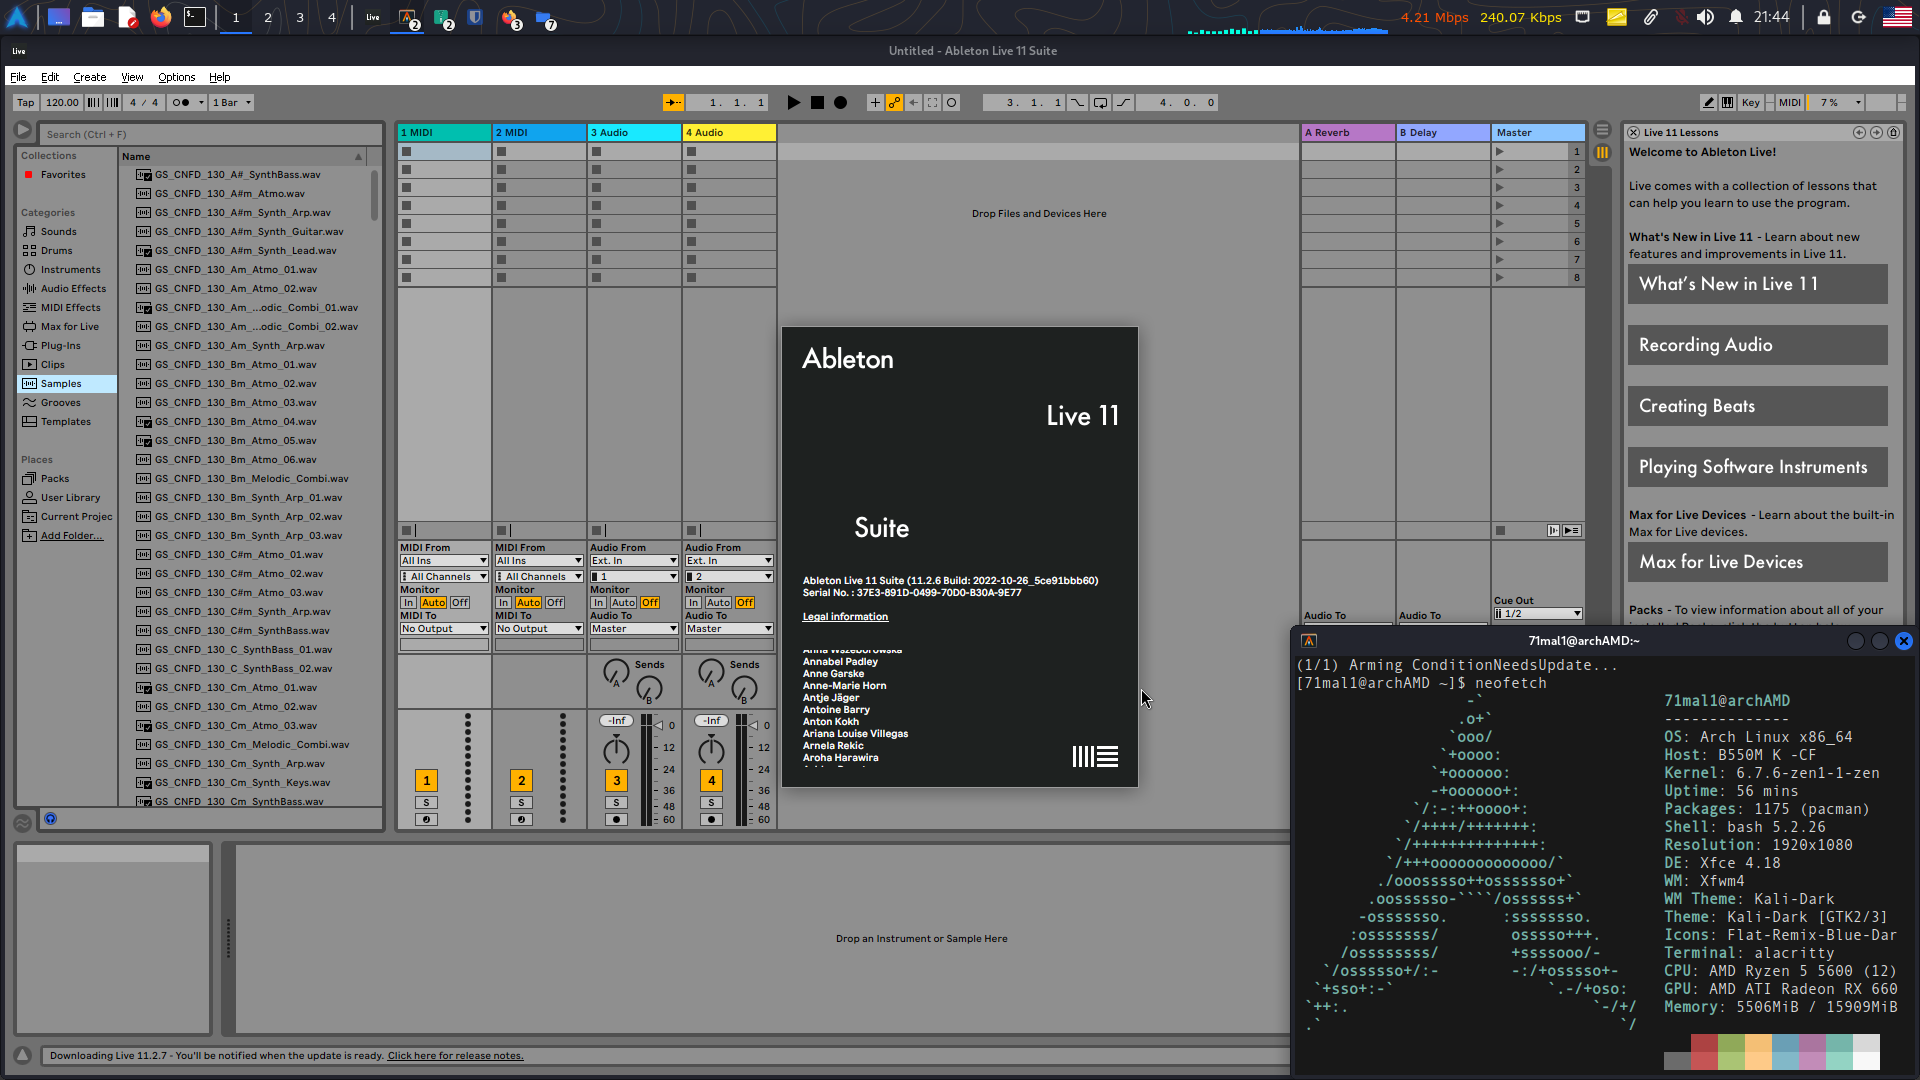 1 2 3 4 Live 2 2 3 7 4.21 Mbps 240.07 Kbps 21:44
Live Untitled - Ableton Live 11 Suite
File Edit Create View Options Help
Tap 120.00 4 / 4 1 Bar 1. 1. 1 3. 1. 1 4. 0. 0 Key MIDI 7 %
Search (Ctrl + F)
Collections
Favorites
Categories
Sounds
Drums
Instruments
Audio Effects
MIDI Effects
Max for Live
Plug-Ins
Clips
Samples
Grooves
Templates
Places
Packs
User Library
Current Projec
Add Folder...
Name
GS_CNFD_130_A#_SynthBass.wav
GS_CNFD_130_A#m_Atmo.wav
GS_CNFD_130_A#m_Synth_Arp.wav
GS_CNFD_130_A#m_Synth_Guitar.wav
GS_CNFD_130_A#m_Synth_Lead.wav
GS_CNFD_130_Am_Atmo_01.wav
GS_CNFD_130_Am_Atmo_02.wav
GS_CNFD_130_Am_...odic_Combi_01.wav
GS_CNFD_130_Am_...odic_Combi_02.wav
GS_CNFD_130_Am_Synth_Arp.wav
GS_CNFD_130_Bm_Atmo_01.wav
GS_CNFD_130_Bm_Atmo_02.wav
GS_CNFD_130_Bm_Atmo_03.wav
GS_CNFD_130_Bm_Atmo_04.wav
GS_CNFD_130_Bm_Atmo_05.wav
GS_CNFD_130_Bm_Atmo_06.wav
GS_CNFD_130_Bm_Melodic_Combi.wav
GS_CNFD_130_Bm_Synth_Arp_01.wav
GS_CNFD_130_Bm_Synth_Arp_02.wav
GS_CNFD_130_Bm_Synth_Arp_03.wav
GS_CNFD_130_C#m_Atmo_01.wav
GS_CNFD_130_C#m_Atmo_02.wav
GS_CNFD_130_C#m_Atmo_03.wav
GS_CNFD_130_C#m_Synth_Arp.wav
GS_CNFD_130_C#m_SynthBass.wav
GS_CNFD_130_C_SynthBass_01.wav
GS_CNFD_130_C_SynthBass_02.wav
GS_CNFD_130_Cm_Atmo_01.wav
GS_CNFD_130_Cm_Atmo_02.wav
GS_CNFD_130_Cm_Atmo_03.wav
GS_CNFD_130_Cm_Melodic_Combi.wav
GS_CNFD_130_Cm_Synth_Arp.wav
GS_CNFD_130_Cm_Synth_Keys.wav
GS_CNFD_130_Cm_SynthBass.wav
1 MIDI 2 MIDI 3 Audio 4 Audio A Reverb B Delay Master
1
2
3
4
5
6
7
8
Drop Files and Devices Here
MIDI From MIDI From Audio From Audio From
All Ins All Ins Ext. In Ext. In
All Channels All Channels 1 2
Monitor Monitor Monitor Monitor
In Auto Off In Auto Off In Auto Off In Auto Off
MIDI To MIDI To Audio To Audio To
No Output No Output Master Master
Sends Sends
A A
B B
-Inf -Inf
0 0
12 12
24 24
36 36
48 48
60 60
1 2 3 4
S S S S
Cue Out
1/2
Audio To Audio To
Ableton
Live 11
Suite
Ableton Live 11 Suite (11.2.6 Build: 2022-10-26_5ce91bbb60)
Serial No. : 37E3-891D-0499-70D0-B30A-9E77
Legal information
Anna Wszeborowska
Annabel Padley
Anne Garske
Anne-Marie Horn
Antje Jäger
Antoine Barry
Anton Kokh
Ariana Louise Villegas
Arnela Rekic
Aroha Harawira
Live 11 Lessons
Welcome to Ableton Live!
Live comes with a collection of lessons that
can help you learn to use the program.
What's New in Live 11 - Learn about new
features and improvements in Live 11.
What's New in Live 11
Recording Audio
Creating Beats
Playing Software Instruments
Max for Live Devices - Learn about the built-in
Max for Live devices.
Max for Live Devices
Packs - To view information about all of your
71mal1@archAMD:~
(1/1) Arming ConditionNeedsUpdate...
[71mal1@archAMD ~]$ neofetch
71mal1@archAMD
--------------
OS: Arch Linux x86_64
Host: B550M K -CF
Kernel: 6.7.6-zen1-1-zen
Uptime: 56 mins
Packages: 1175 (pacman)
Shell: bash 5.2.26
Resolution: 1920x1080
DE: Xfce 4.18
WM: Xfwm4
WM Theme: Kali-Dark
Theme: Kali-Dark [GTK2/3]
Icons: Flat-Remix-Blue-Dar
Terminal: alacritty
CPU: AMD Ryzen 5 5600 (12)
GPU: AMD ATI Radeon RX 660
Memory: 5506MiB / 15909MiB
Drop an Instrument or Sample Here
Downloading Live 11.2.7 - You'll be notified when the update is ready. Click here for release notes.